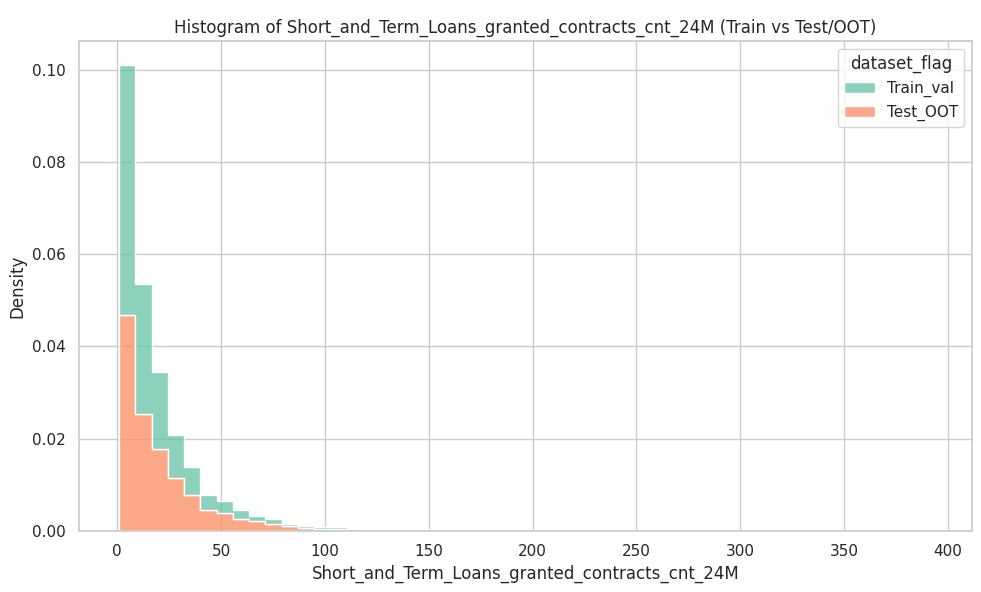 Histogram of Short_and_Term_Loans_granted_contracts_cnt_24M (Train vs Test/OOT)
dataset_flag
Train_val
Test_OOT
Density
0.10
0.08
0.06
0.04
0.02
0.00
0 50 100 150 200 250 300 350 400
Short_and_Term_Loans_granted_contracts_cnt_24M